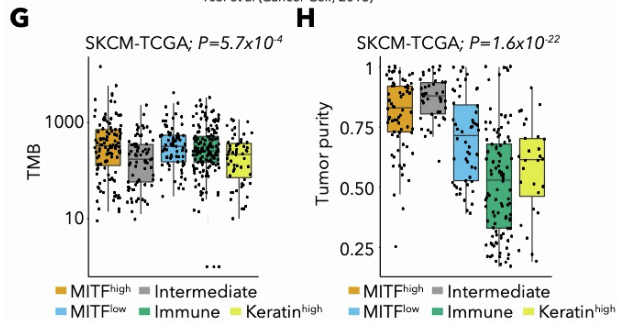 G
SKCM-TCGA; P=5.7x10⁻⁴
TMB
1000
10
MITFhigh Intermediate
MITFlow Immune Keratinhigh
H
SKCM-TCGA; P=1.6x10⁻²²
Tumor purity
1
0.75
0.50
0.25
MITFhigh Intermediate
MITFlow Immune Keratinhigh